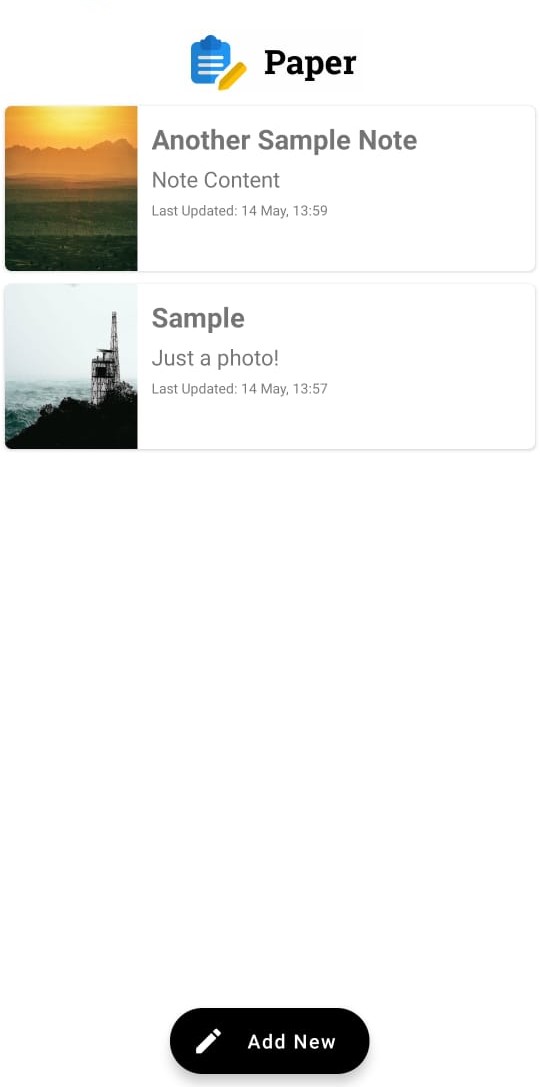 Paper
Another Sample Note
Note Content
Last Updated: 14 May, 13:59
Sample
Just a photo!
Last Updated: 14 May, 13:57
Add New